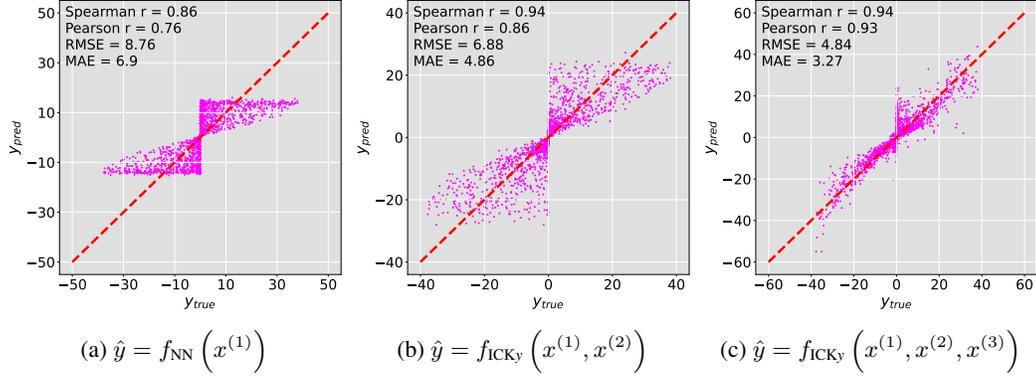 Spearman r = 0.86
Pearson r = 0.76
RMSE = 8.76
MAE = 6.9
50
30
10
−10
−30
−50
y_pred
−50 −30 −10 10 30 50
y_true
(a) ŷ = f_NN (x^(1))
Spearman r = 0.94
Pearson r = 0.86
RMSE = 6.88
MAE = 4.86
40
20
0
−20
−40
y_pred
−40 −20 0 20 40
y_true
(b) ŷ = f_ICKy (x^(1), x^(2))
Spearman r = 0.94
Pearson r = 0.93
RMSE = 4.84
MAE = 3.27
60
40
20
0
−20
−40
−60
y_pred
−60 −40 −20 0 20 40 60
y_true
(c) ŷ = f_ICKy (x^(1), x^(2), x^(3))